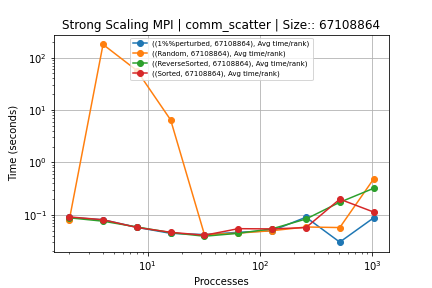 Strong Scaling MPI | comm_scatter | Size:: 67108864
((1%%perturbed, 67108864), Avg time/rank)
((Random, 67108864), Avg time/rank)
((ReverseSorted, 67108864), Avg time/rank)
((Sorted, 67108864), Avg time/rank)
Time (seconds)
10²
10¹
10⁰
10⁻¹
10¹ 10² 10³
Proccesses